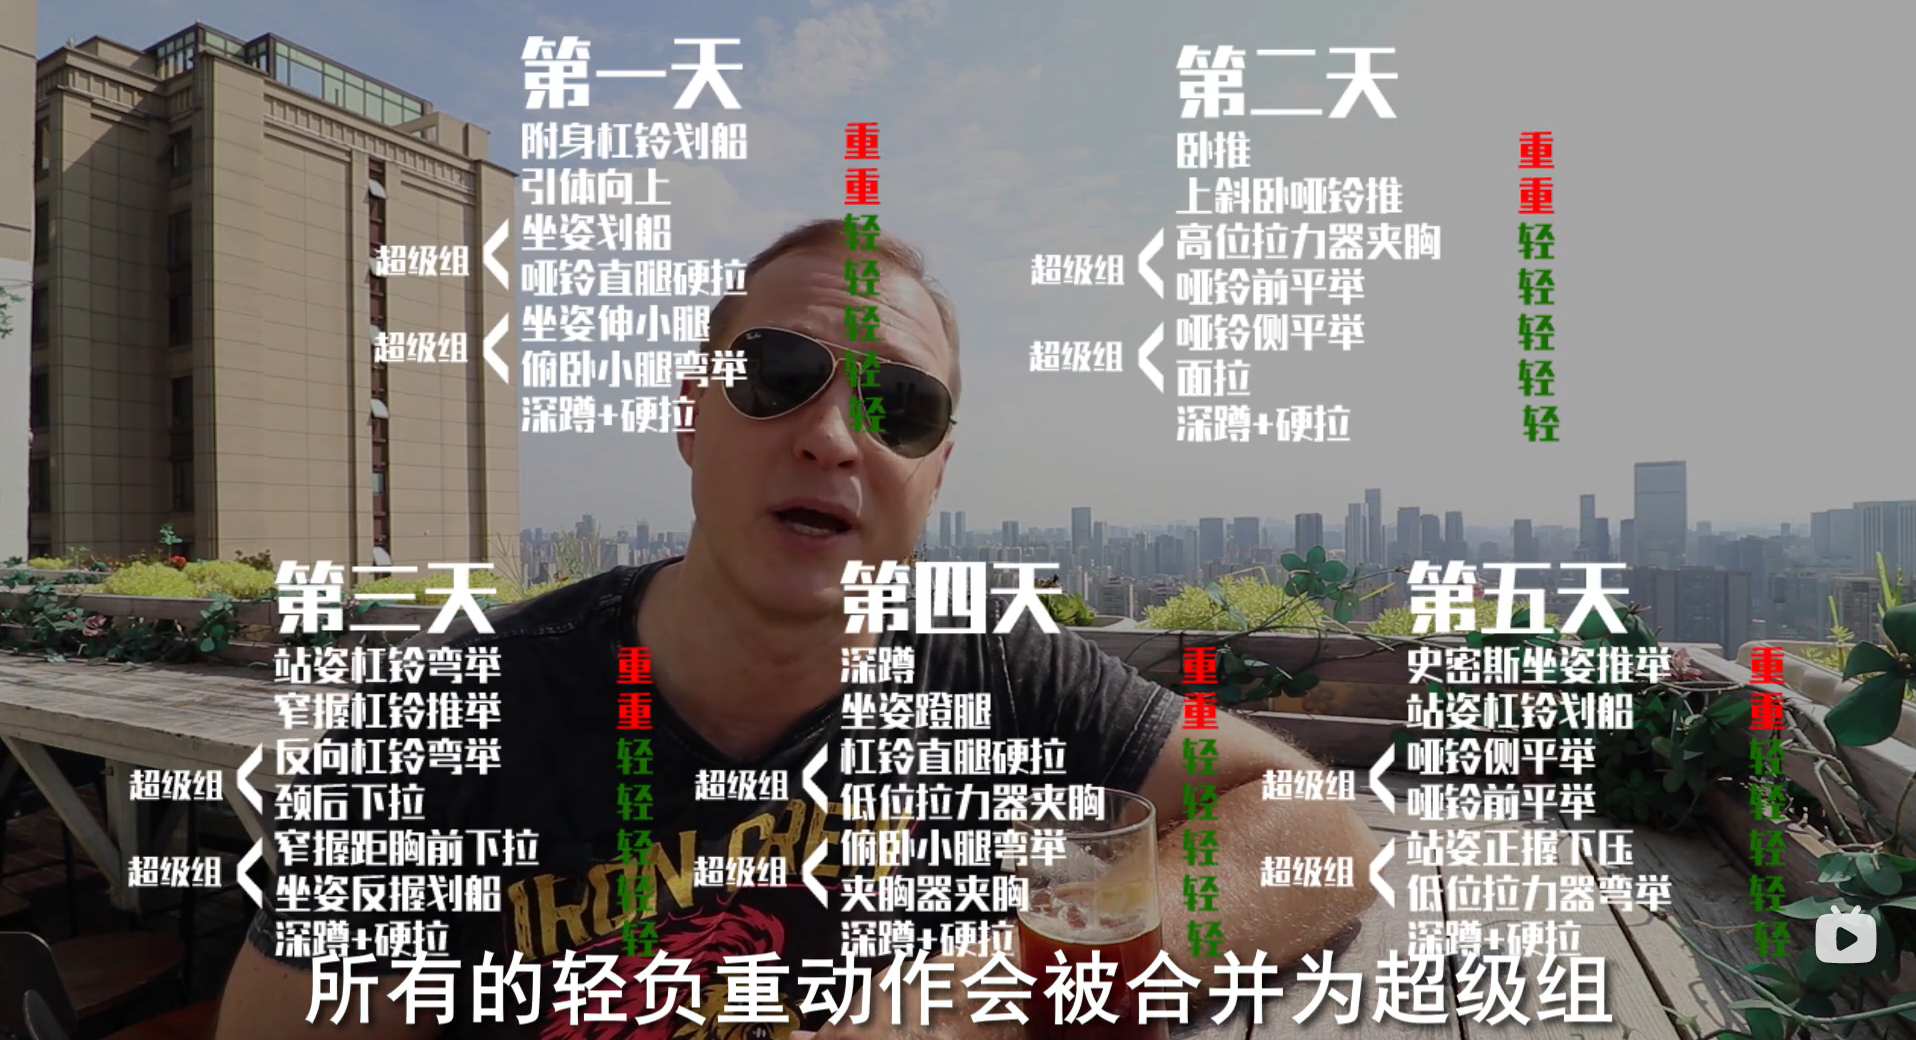 第一天
附身杠铃划船 重
引体向上 重
超级组
坐姿划船 轻
哑铃直腿硬拉 轻
超级组
坐姿伸小腿 轻
俯卧小腿弯举 轻
深蹲+硬拉 轻
第二天
卧推 重
上斜卧哑铃推 重
超级组
高位拉力器夹胸 轻
哑铃前平举 轻
超级组
哑铃侧平举 轻
面拉 轻
深蹲+硬拉 轻
第三天
站姿杠铃弯举 重
窄握杠铃推举 重
超级组
反向杠铃弯举 轻
颈后下拉 轻
超级组
窄握距胸前下拉 轻
坐姿反握划船 轻
深蹲+硬拉 轻
第四天
深蹲 重
坐姿蹬腿 重
超级组
杠铃直腿硬拉 轻
低位拉力器夹胸 轻
超级组
俯卧小腿弯举 轻
夹胸器夹胸 轻
深蹲+硬拉 轻
第五天
史密斯坐姿推举 重
站姿杠铃划船 重
超级组
哑铃侧平举 轻
哑铃前平举 轻
超级组
站姿正握下压 轻
低位拉力器弯举 轻
深蹲+硬拉 轻
IRON CREW
所有的轻负重动作会被合并为超级组